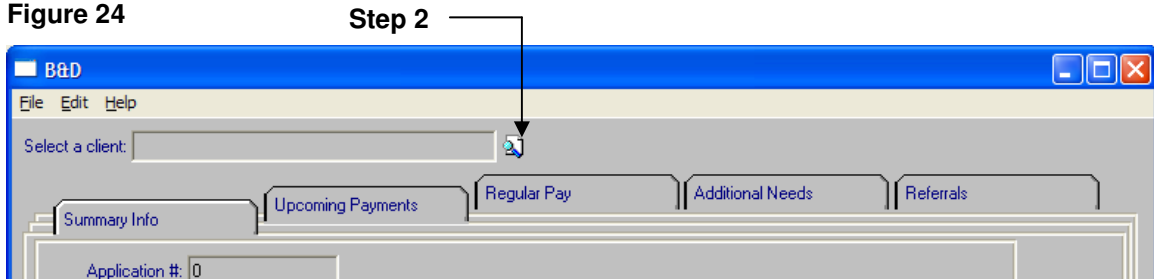 Figure 24
Step 2
B&D
File Edit Help
Select a client:
Summary Info Upcoming Payments Regular Pay Additional Needs Referrals
Application #: 0